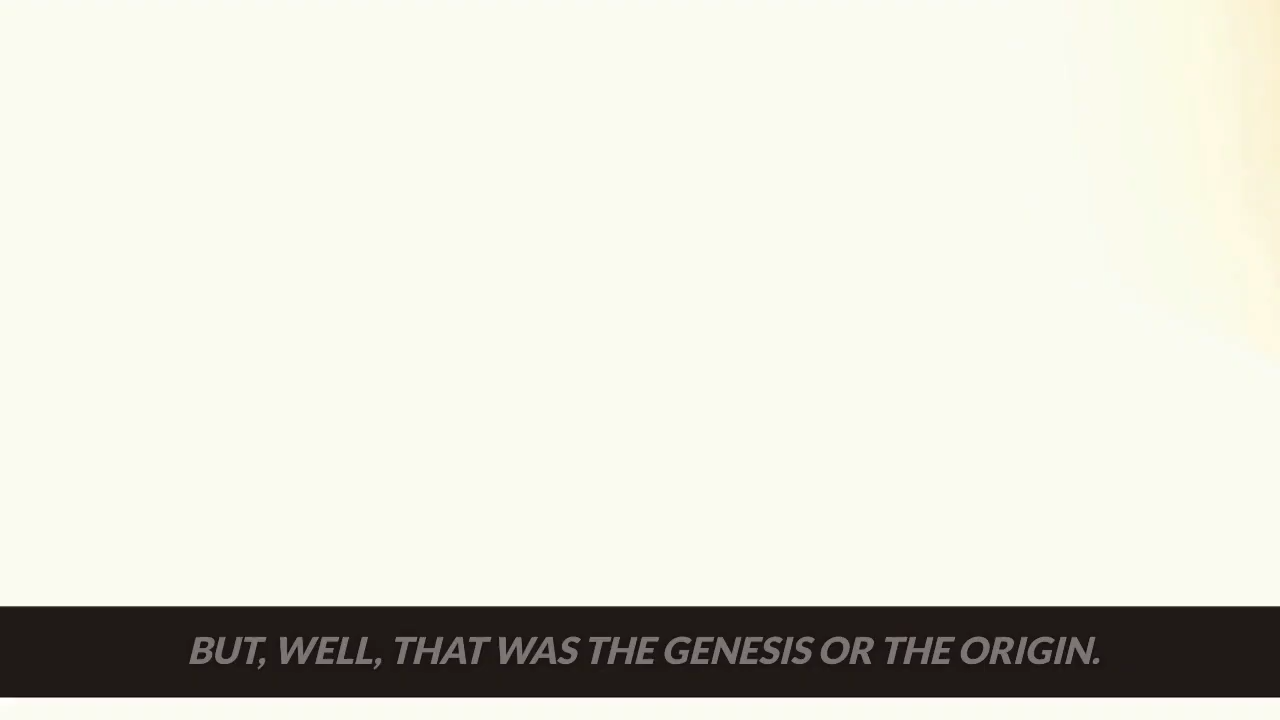 BUT, WELL, THAT WAS THE GENESIS OR THE ORIGIN.